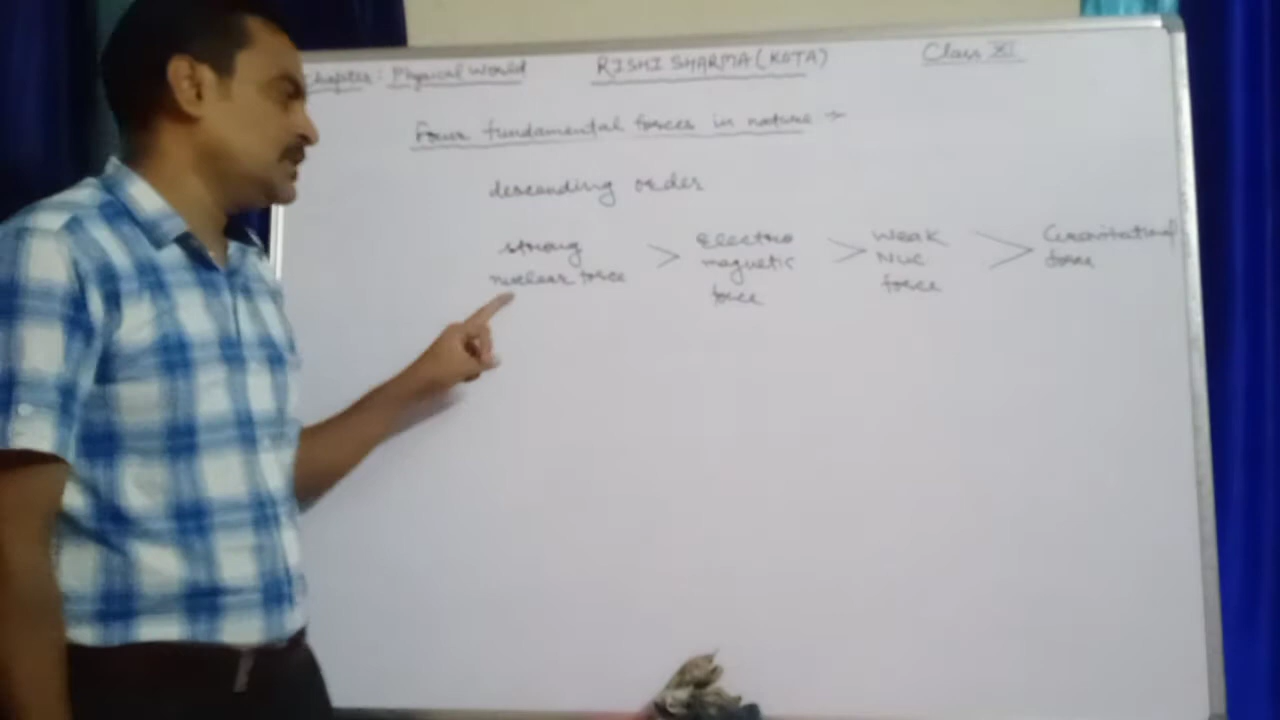 Chapter : Physical World
RISHI SHARMA (KOTA)
Class XI
Four fundamental forces in nature :-
descending order
strong
nuclear force
>
Electro
magnetic
force
>
Weak
Nuc
force
>
Gravitational
force